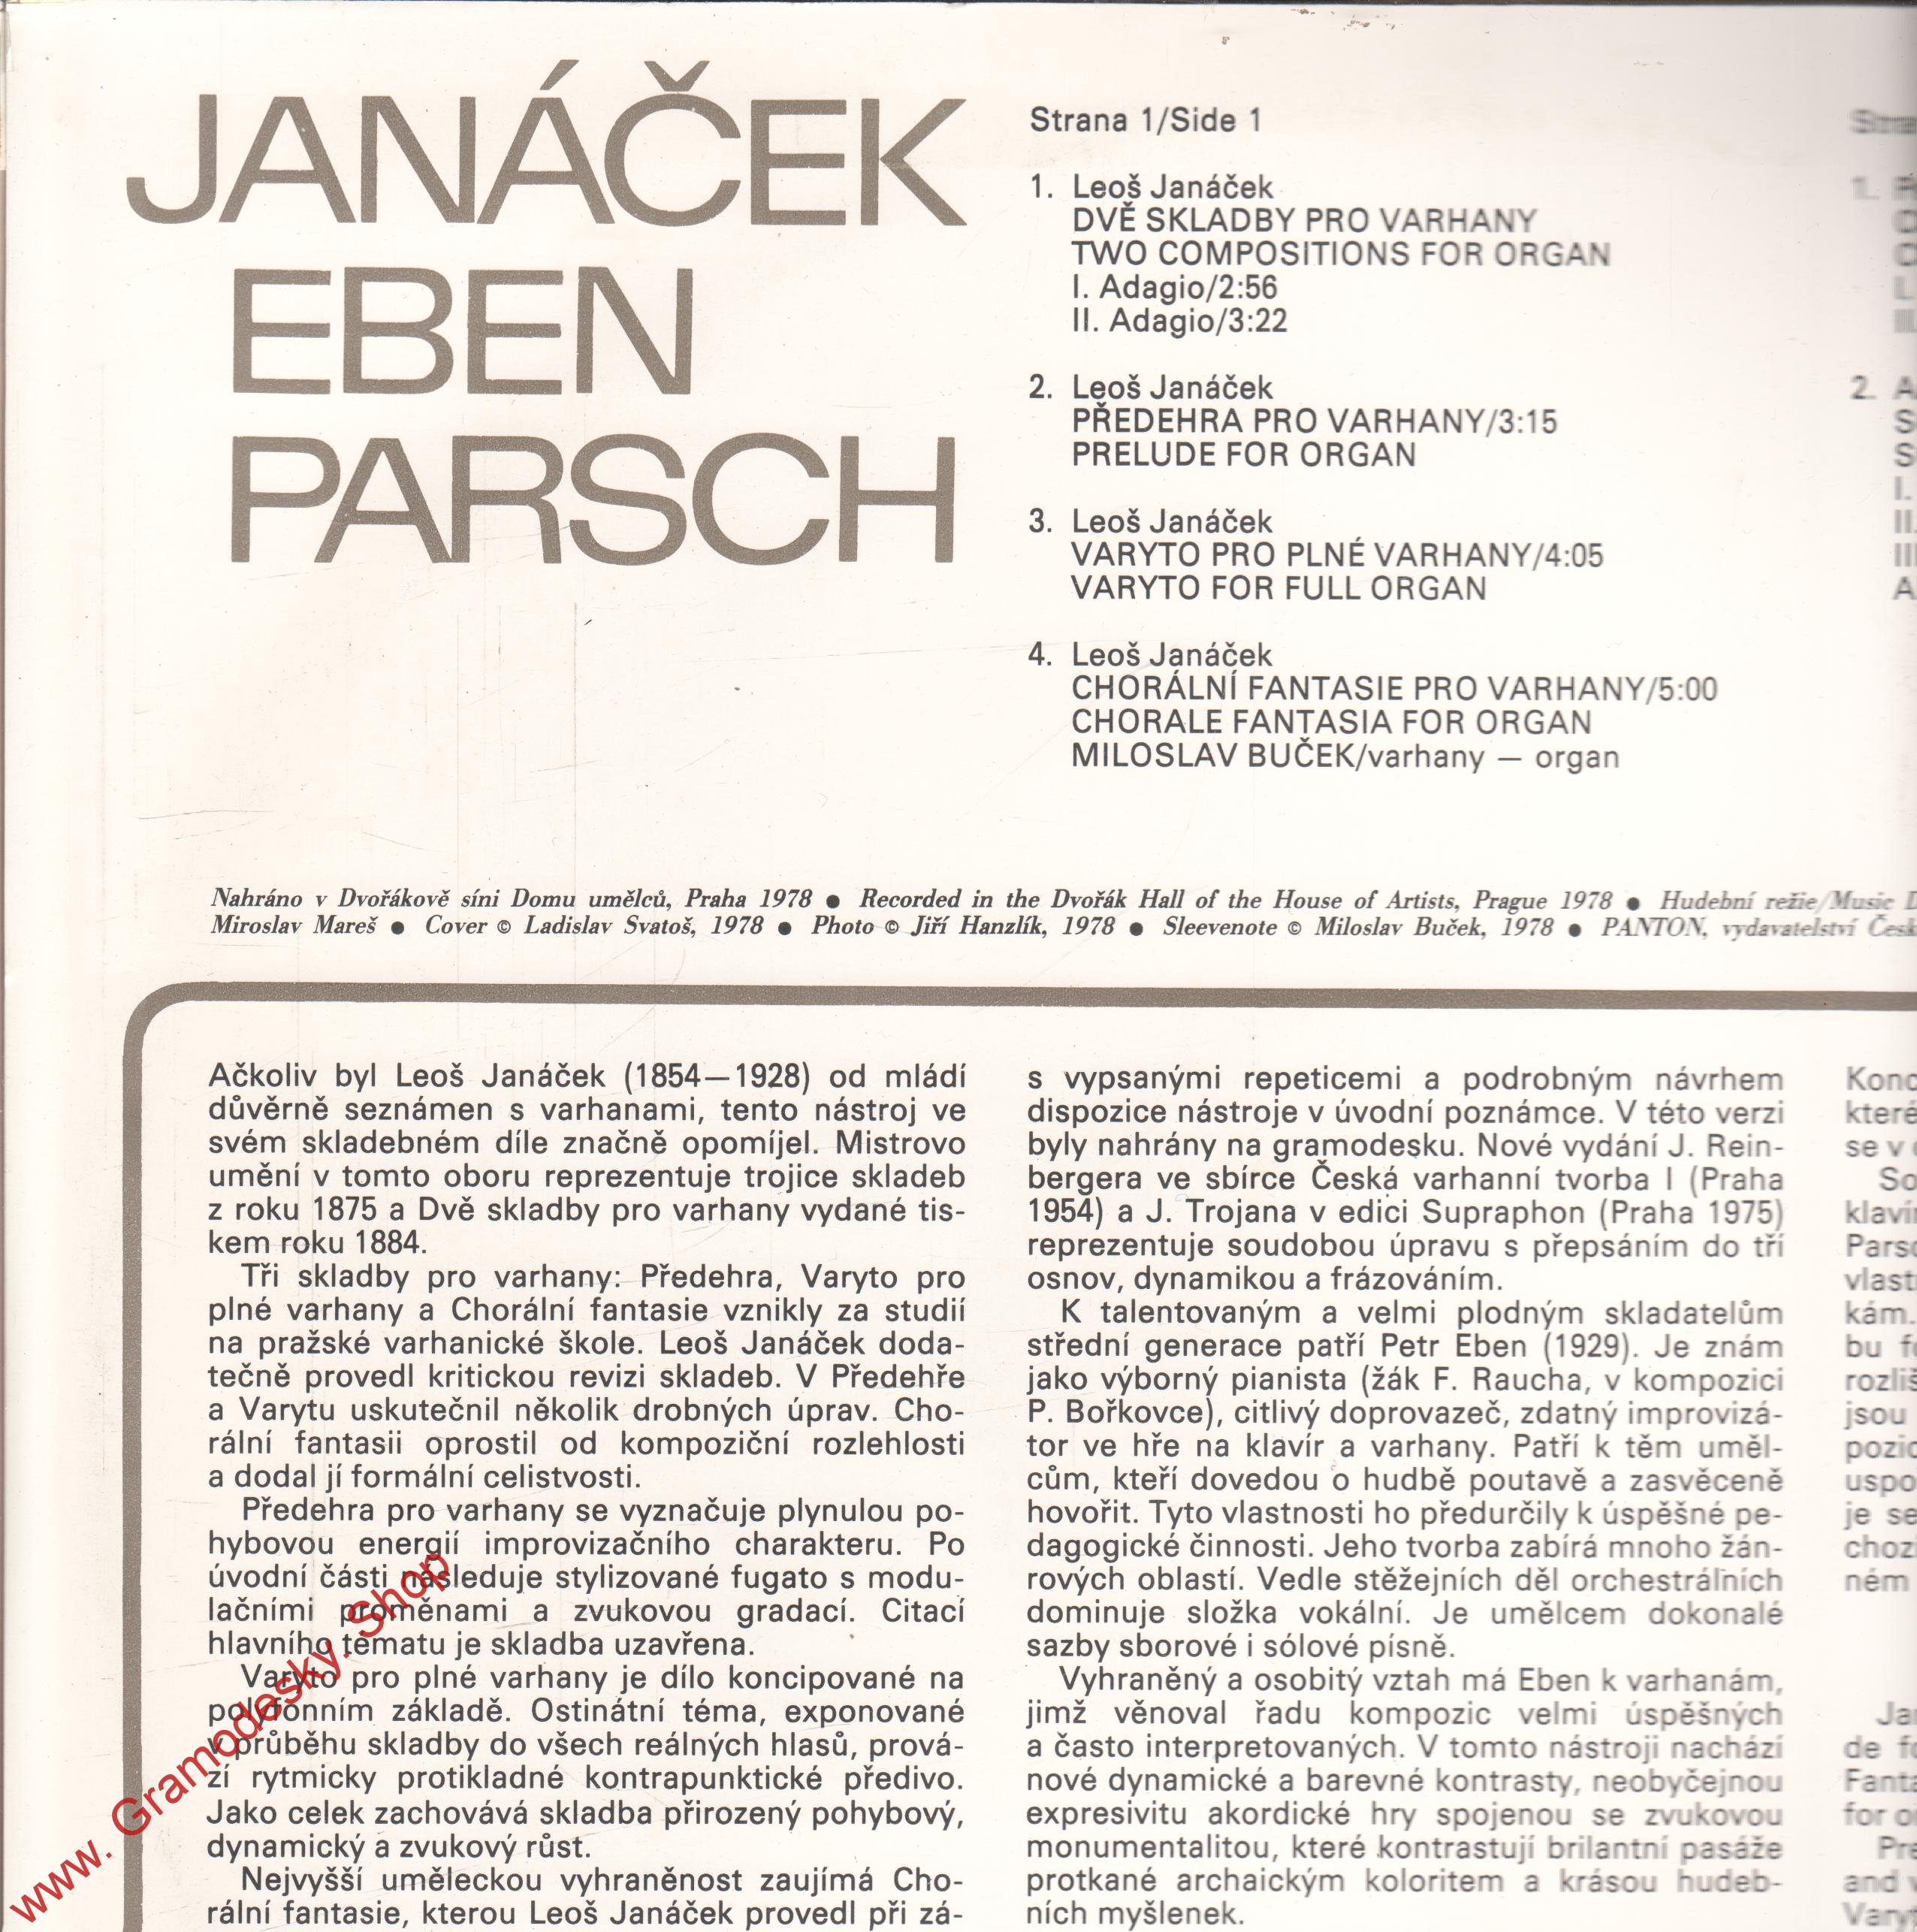 JANÁČEK
EBEN
PARSCH
Strana 1/Side 1
1. Leoš Janáček
DVĚ SKLADBY PRO VARHANY
TWO COMPOSITIONS FOR ORGAN
I. Adagio/2:56
II. Adagio/3:22
2. Leoš Janáček
PŘEDEHRA PRO VARHANY/3:15
PRELUDE FOR ORGAN
3. Leoš Janáček
VARYTO PRO PLNÉ VARHANY/4:05
VARYTO FOR FULL ORGAN
4. Leoš Janáček
CHORÁLNÍ FANTASIE PRO VARHANY/5:00
CHORALE FANTASIA FOR ORGAN
MILOSLAV BUČEK/varhany — organ
2.
Nahráno v Dvořákově síni Domu umělců, Praha 1978 ● Recorded in the Dvořák Hall of the House of Artists, Prague 1978 ● Hudební režie/Music
Miroslav Mareš ● Cover © Ladislav Svatoš, 1978 ● Photo © Jiří Hanzlík, 1978 ● Sleevenote © Miloslav Buček, 1978 ● PANTON, vydavatelství
Ačkoliv byl Leoš Janáček (1854—1928) od mládí
důvěrně seznámen s varhanami, tento nástroj ve
svém skladebném díle značně opomíjel. Mistrovo
umění v tomto oboru reprezentuje trojice skladeb
z roku 1875 a Dvě skladby pro varhany vydané tis-
kem roku 1884.
Tři skladby pro varhany: Předehra, Varyto pro
plné varhany a Chorální fantasie vznikly za studií
na pražské varhanické škole. Leoš Janáček doda-
tečně provedl kritickou revizi skladeb. V Předehře
a Varytu uskutečnil několik drobných úprav. Cho-
rální fantasii oprostil od kompoziční rozlehlosti
a dodal jí formální celistvosti.
Předehra pro varhany se vyznačuje plynulou po-
hybovou energií improvizačního charakteru. Po
úvodní části následuje stylizované fugato s modu-
lačními proměnami a zvukovou gradací. Citací
hlavního tématu je skladba uzavřena.
Varyto pro plné varhany je dílo koncipované na
polyfonním základě. Ostinátní téma, exponované
v průběhu skladby do všech reálných hlasů, prová-
zí rytmicky protikladné kontrapunktické předivo.
Jako celek zachovává skladba přirozený pohybový,
dynamický a zvukový růst.
Nejvyšší uměleckou vyhraněnost zaujímá Cho-
rální fantasie, kterou Leoš Janáček provedl při zá-
s vypsanými repeticemi a podrobným návrhem
dispozice nástroje v úvodní poznámce. V této verzi
byly nahrány na gramodesku. Nové vydání J. Rein-
bergera ve sbírce Česká varhanní tvorba I (Praha
1954) a J. Trojana v edici Supraphon (Praha 1975)
reprezentuje soudobou úpravu s přepsáním do tří
osnov, dynamikou a frázováním.
K talentovaným a velmi plodným skladatelům
střední generace patří Petr Eben (1929). Je znám
jako výborný pianista (žák F. Raucha, v kompozici
P. Bořkovce), citlivý doprovazeč, zdatný improvizá-
tor ve hře na klavír a varhany. Patří k těm uměl-
cům, kteří dovedou o hudbě poutavě a zasvěceně
hovořit. Tyto vlastnosti ho předurčily k úspěšné pe-
dagogické činnosti. Jeho tvorba zabírá mnoho žán-
rových oblastí. Vedle stěžejních děl orchestrálních
dominuje složka vokální. Je umělcem dokonalé
sazby sborové i sólové písně.
Vyhraněný a osobitý vztah má Eben k varhanám,
jimž věnoval řadu kompozic velmi úspěšných
a často interpretovaných. V tomto nástroji nachází
nové dynamické a barevné kontrasty, neobyčejnou
expresivitu akordické hry spojenou se zvukovou
monumentalitou, které kontrastují brilantní pasáže
protkané archaickým koloritem a krásou hudeb-
ních myšlenek.
které
se v
kám.
jsou
je se
ném
www. Gramodesky.Shop